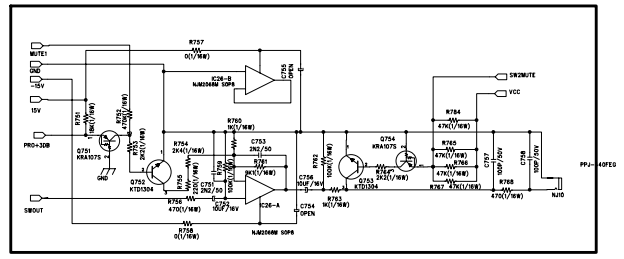 MUTE1
GND
-15V
15V
PRO+3DB
SWOUT
R757
0(1/16W)
C755
OPEN
IC26-B
NJM2068M SOP8
R751
18K(1/16W)
R752
470K(1/16W)
Q751
KRA107S
GND
R753
2K2(1/16W)
Q752
KTD1304
R754
2K4(1/16W)
R755
220(1/16W)
R756
470(1/16W)
C751
2N2/50
C752
10UF/16V
R758
0(1/16W)
R759
100K(1/16W)
R760
1K(1/16W)
C753
2N2/50
R761
9K1(1/16W)
IC26-A
NJM2068M SOP8
C754
OPEN
C756
10UF/16V
R762
100K(1/16W)
R763
1K(1/16W)
Q753
KTD1304
R764
2K2(1/16W)
Q754
KRA107S
SW2MUTE
VCC
R784
47K(1/16W)
R765
47K(1/16W)
R766
47K(1/16W)
R767
47K(1/16W)
R768
470(1/16W)
C757
100P/50V
C758
100P/50V
NJ10